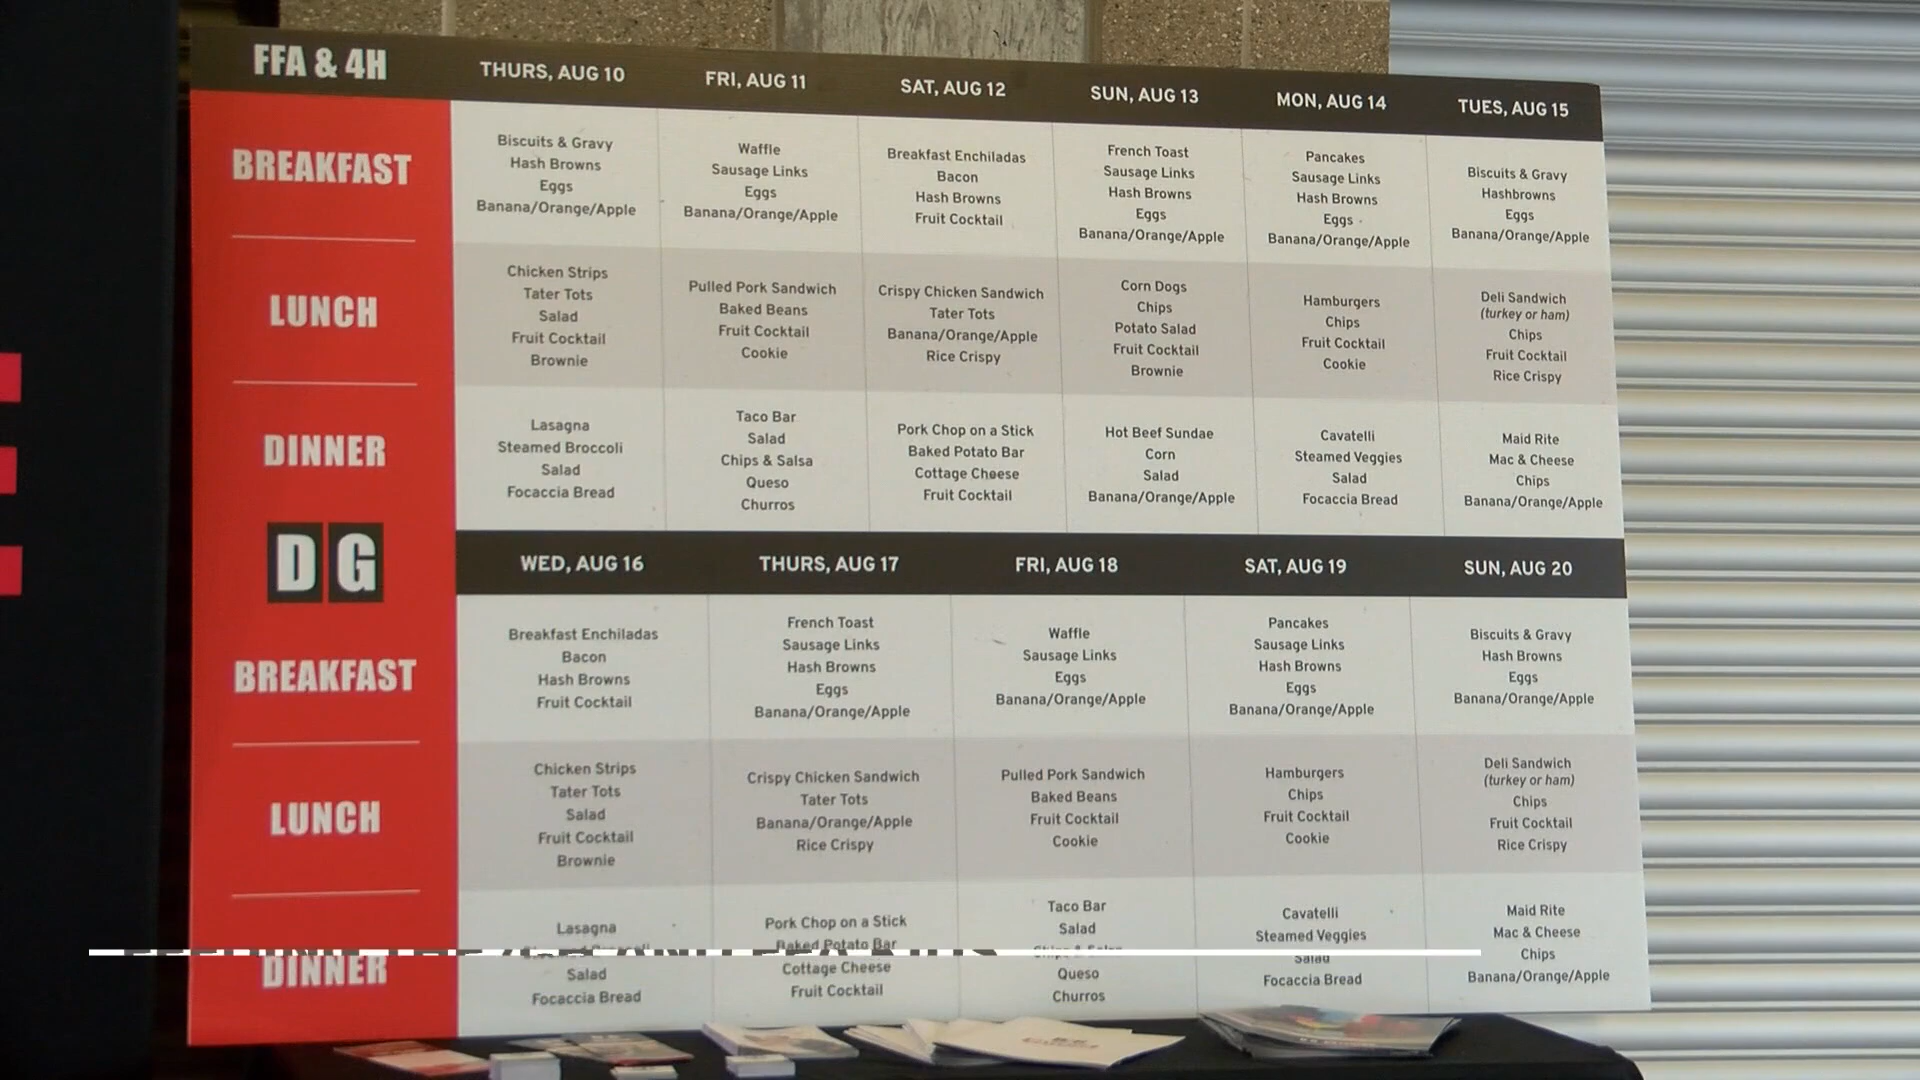 FFA & 4H
THURS, AUG 10
FRI, AUG 11
SAT, AUG 12
SUN, AUG 13
MON, AUG 14
TUES, AUG 15
BREAKFAST
Biscuits & Gravy
Hash Browns
Eggs
Banana/Orange/Apple
Waffle
Sausage Links
Eggs
Banana/Orange/Apple
Breakfast Enchiladas
Bacon
Hash Browns
Fruit Cocktail
French Toast
Sausage Links
Hash Browns
Eggs
Banana/Orange/Apple
Pancakes
Sausage Links
Hash Browns
Eggs
Banana/Orange/Apple
Biscuits & Gravy
Hashbrowns
Eggs
Banana/Orange/Apple
LUNCH
Chicken Strips
Tater Tots
Salad
Fruit Cocktail
Brownie
Pulled Pork Sandwich
Baked Beans
Fruit Cocktail
Cookie
Crispy Chicken Sandwich
Tater Tots
Banana/Orange/Apple
Rice Crispy
Corn Dogs
Chips
Potato Salad
Fruit Cocktail
Brownie
Hamburgers
Chips
Fruit Cocktail
Cookie
Deli Sandwich
(turkey or ham)
Chips
Fruit Cocktail
Rice Crispy
DINNER
Lasagna
Steamed Broccoli
Salad
Focaccia Bread
Taco Bar
Salad
Chips & Salsa
Queso
Churros
Pork Chop on a Stick
Baked Potato Bar
Cottage Cheese
Fruit Cocktail
Hot Beef Sundae
Corn
Salad
Banana/Orange/Apple
Cavatelli
Steamed Veggies
Salad
Focaccia Bread
Maid Rite
Mac & Cheese
Chips
Banana/Orange/Apple
DG
WED, AUG 16
THURS, AUG 17
FRI, AUG 18
SAT, AUG 19
SUN, AUG 20
BREAKFAST
Breakfast Enchiladas
Bacon
Hash Browns
Fruit Cocktail
French Toast
Sausage Links
Hash Browns
Eggs
Banana/Orange/Apple
Waffle
Sausage Links
Eggs
Banana/Orange/Apple
Pancakes
Sausage Links
Hash Browns
Eggs
Banana/Orange/Apple
Biscuits & Gravy
Hash Browns
Eggs
Banana/Orange/Apple
LUNCH
Chicken Strips
Tater Tots
Salad
Fruit Cocktail
Brownie
Crispy Chicken Sandwich
Tater Tots
Banana/Orange/Apple
Rice Crispy
Pulled Pork Sandwich
Baked Beans
Fruit Cocktail
Cookie
Hamburgers
Chips
Fruit Cocktail
Cookie
Deli Sandwich
(turkey or ham)
Chips
Fruit Cocktail
Rice Crispy
DINNER
Lasagna
Salad
Focaccia Bread
Pork Chop on a Stick
Baked Potato Bar
Cottage Cheese
Fruit Cocktail
Taco Bar
Salad
Queso
Churros
Cavatelli
Steamed Veggies
Salad
Focaccia Bread
Maid Rite
Mac & Cheese
Chips
Banana/Orange/Apple